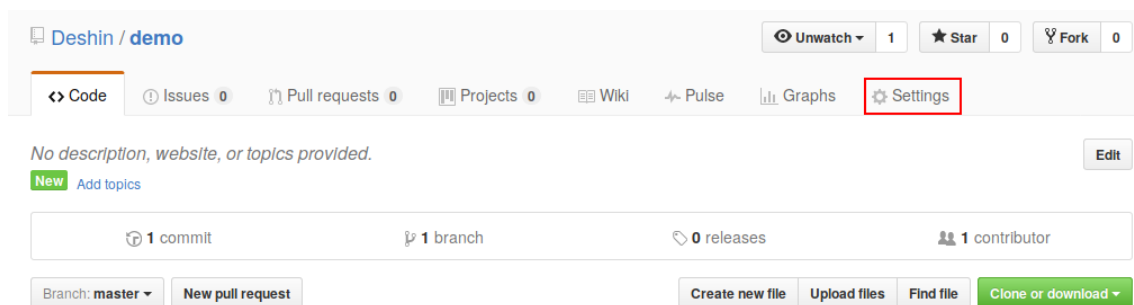 Deshin / demo Unwatch 1 Star 0 Fork 0
Code Issues 0 Pull requests 0 Projects 0 Wiki Pulse Graphs Settings
No description, website, or topics provided. Edit
New Add topics
1 commit 1 branch 0 releases 1 contributor
Branch: master New pull request Create new file Upload files Find file Clone or download